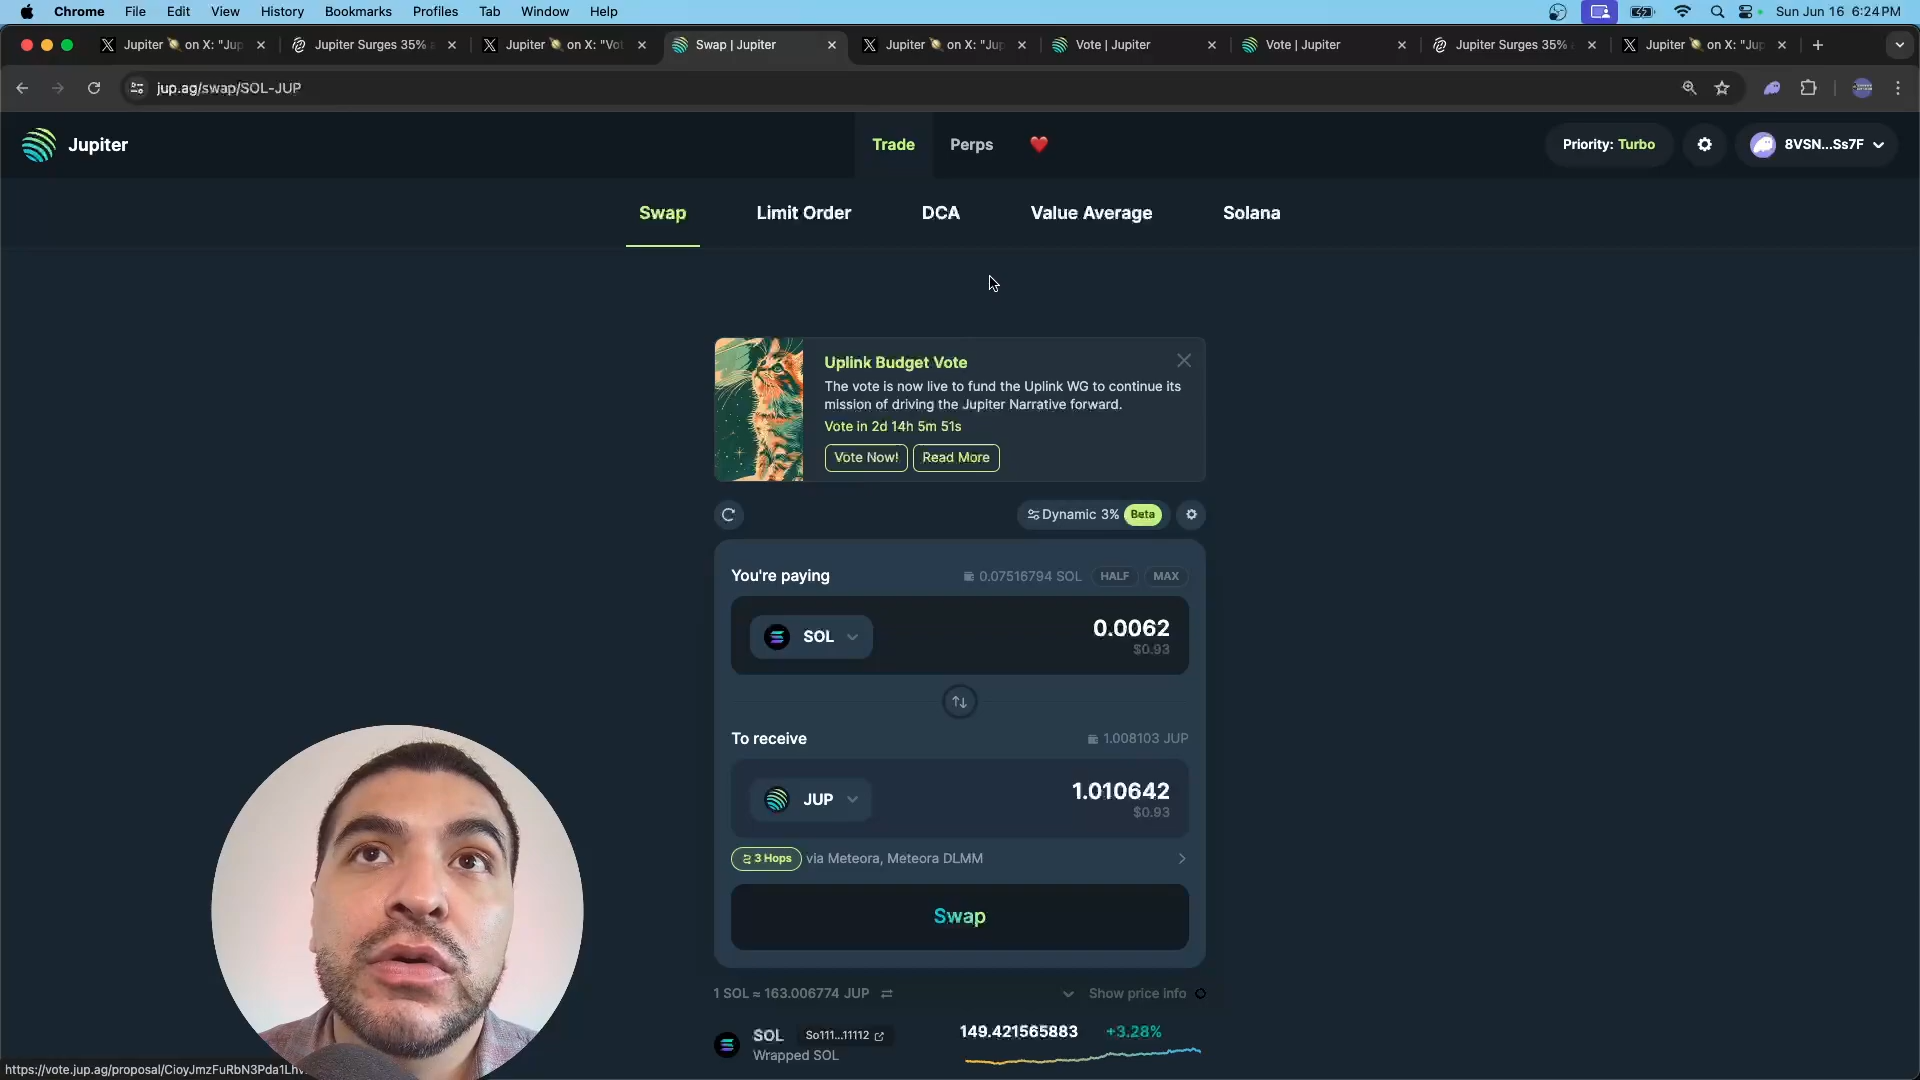 Chrome File Edit View History Bookmarks Profiles Tab Window Help Sun Jun 16 6:24 PM
Jupiter on X: "Jup Jupiter Surges 35% Jupiter on X: "Vot Swap | Jupiter Jupiter on X: "Jup Vote | Jupiter Vote | Jupiter Jupiter Surges 35% Jupiter on X: "Jup
jup.ag/swap/SOL-JUP
Jupiter Trade Perps Priority: Turbo 8VSN...Ss7F
Swap Limit Order DCA Value Average Solana
Uplink Budget Vote
The vote is now live to fund the Uplink WG to continue its
mission of driving the Jupiter Narrative forward.
Vote in 2d 14h 5m 51s
Vote Now! Read More
Dynamic 3% Beta
You're paying 0.07516794 SOL HALF MAX
SOL 0.0062
$0.93
To receive 1.008103 JUP
JUP 1.010642
$0.93
3 Hops via Meteora, Meteora DLMM
Swap
1 SOL ≈ 163.006774 JUP Show price info
SOL So111...11112 149.421565883 +3.28%
Wrapped SOL
https://vote.jup.ag/proposal/CioyJmzFuRbN3Pda1Lh